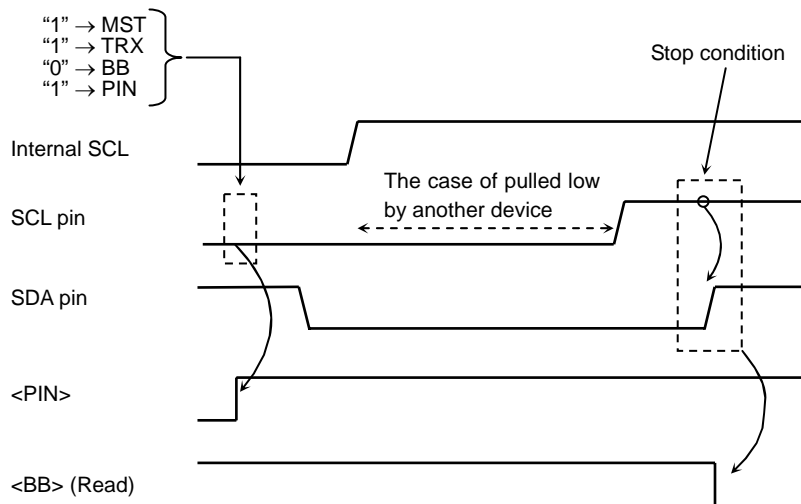 “1” → MST
“1” → TRX
“0” → BB
“1” → PIN
Stop condition
Internal SCL
The case of pulled low
by another device
SCL pin
SDA pin
<PIN>
<BB> (Read)